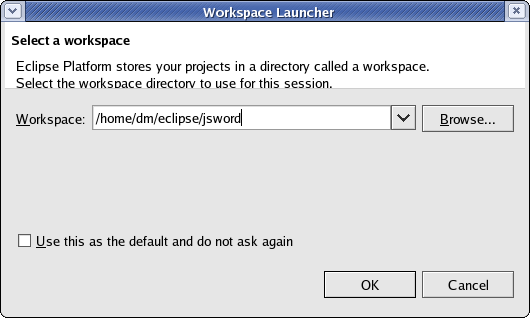 Workspace Launcher
Select a workspace
Eclipse Platform stores your projects in a directory called a workspace.
Select the workspace directory to use for this session.
Workspace: /home/dm/eclipse/jsword Browse...
Use this as the default and do not ask again
OK Cancel